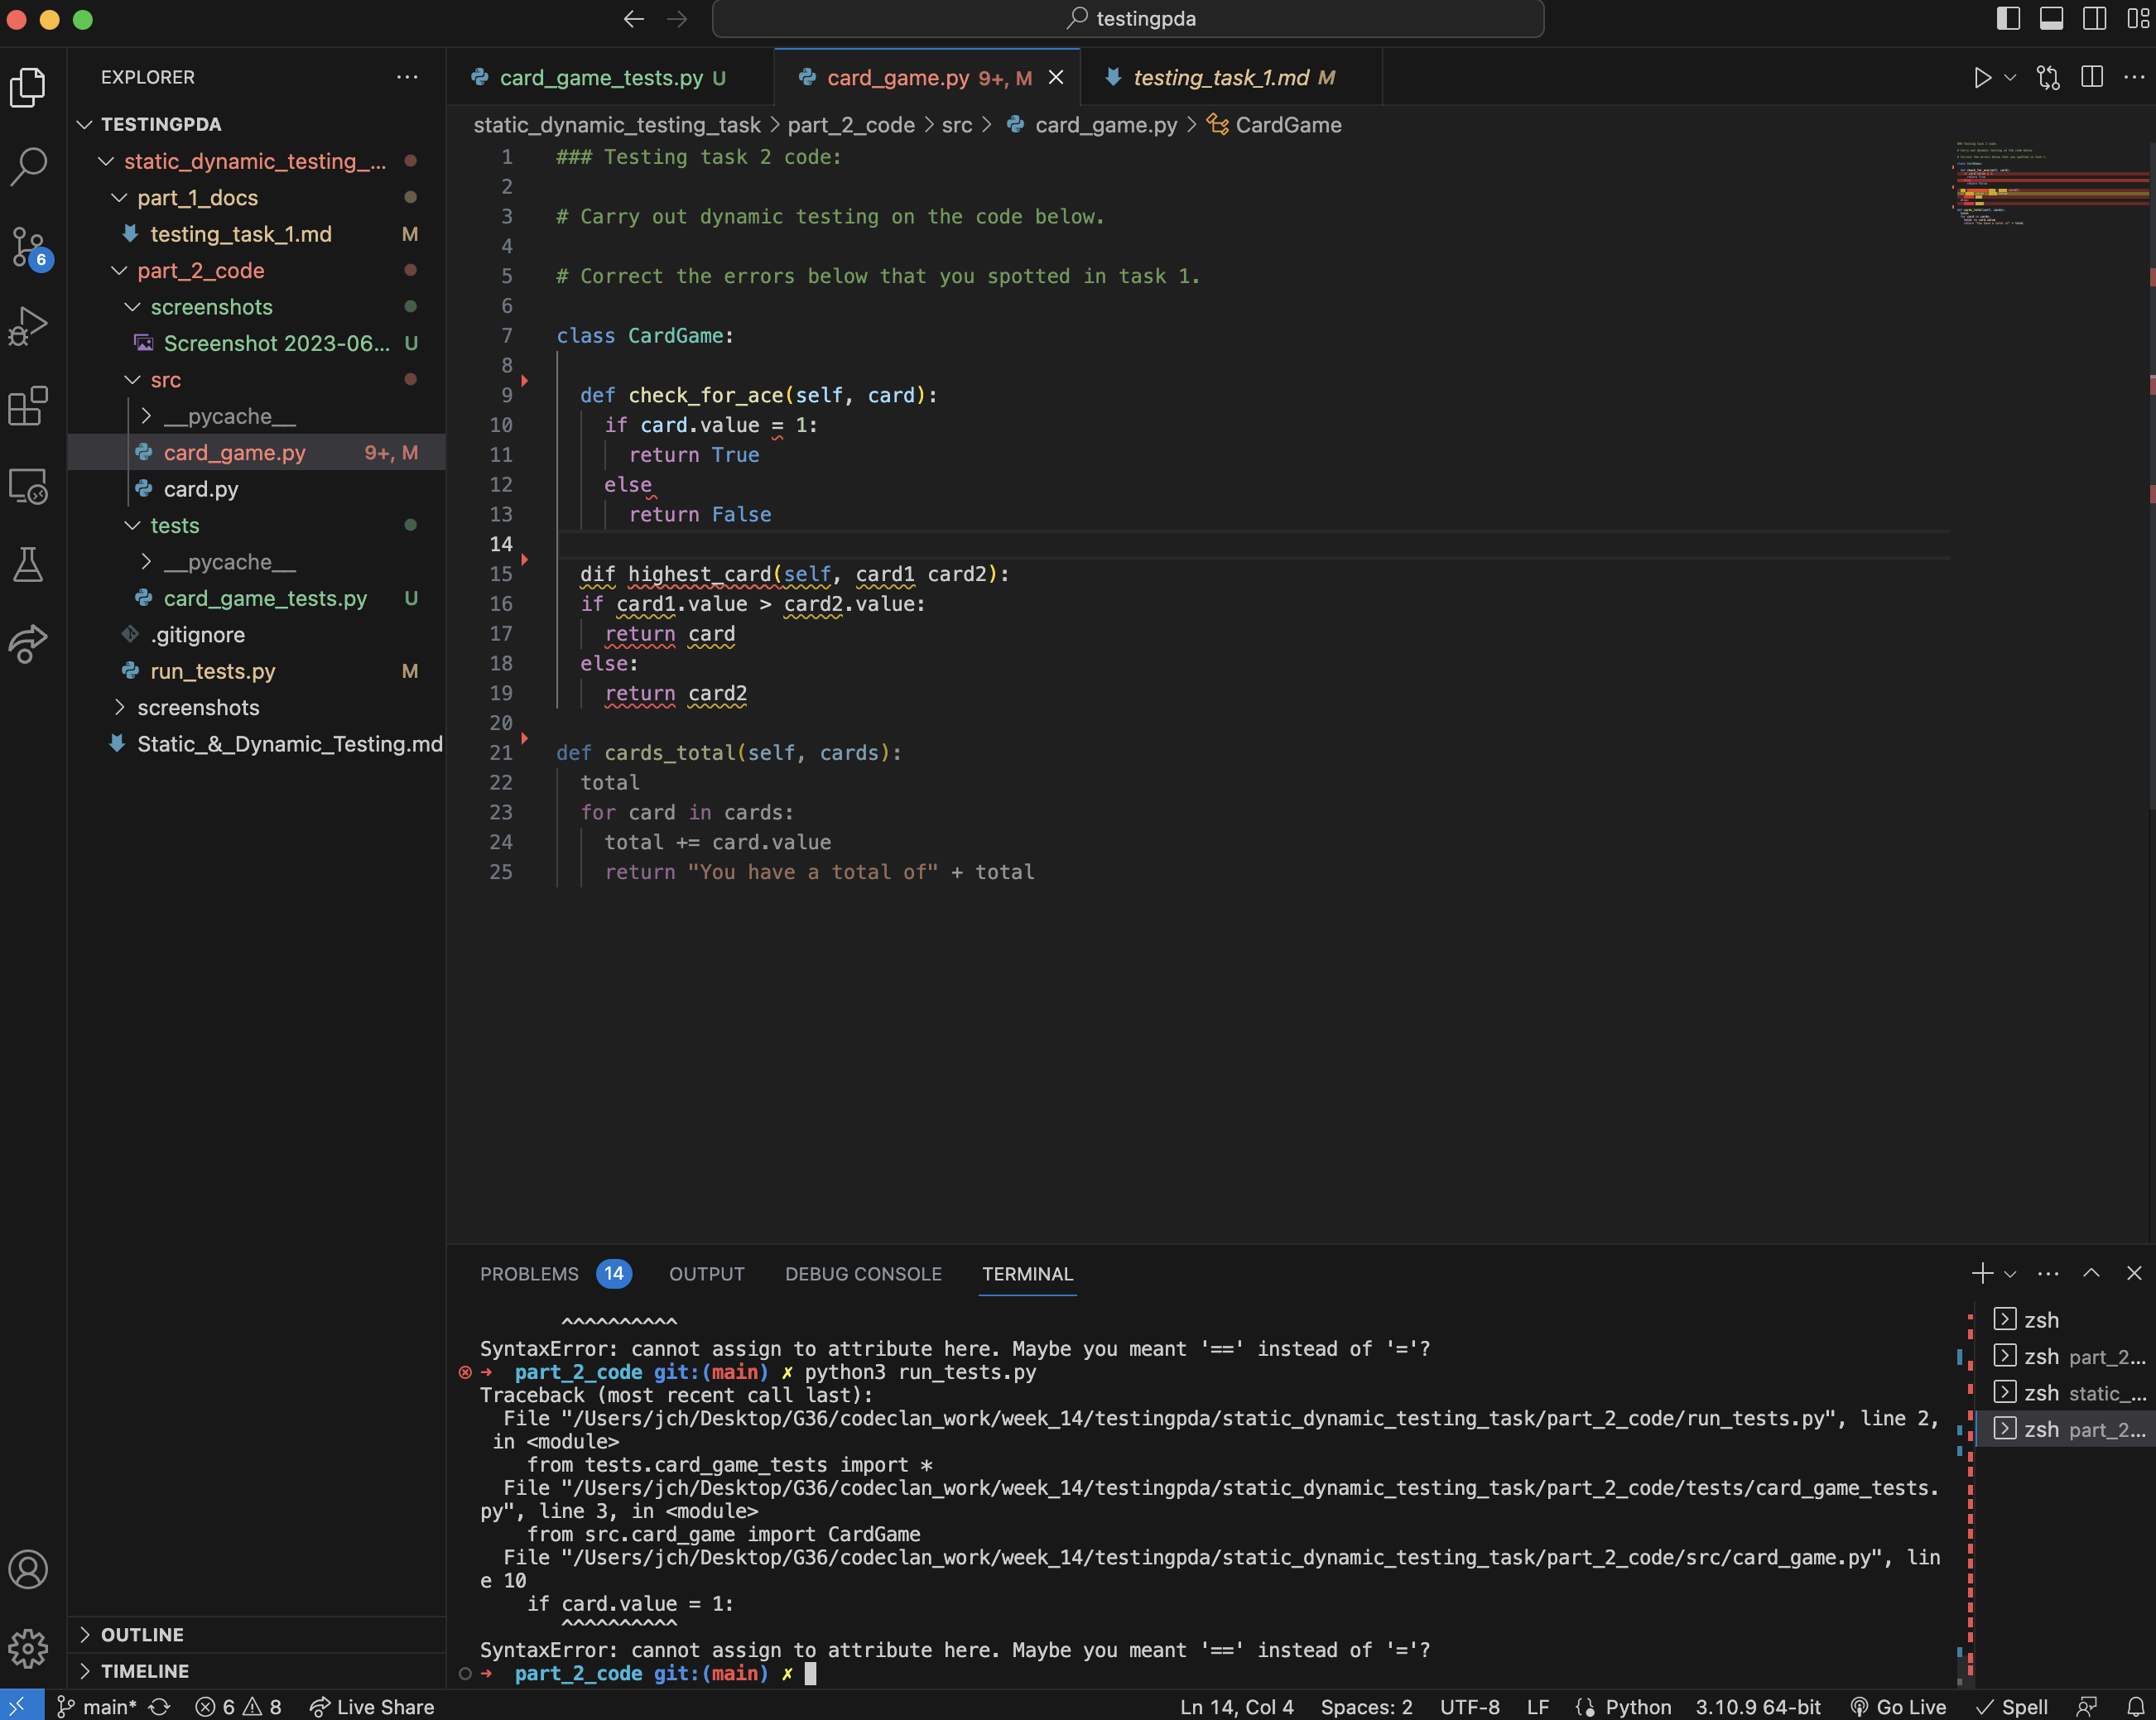 testingpda
EXPLORER
TESTINGPDA
static_dynamic_testing_...
part_1_docs
testing_task_1.md M
part_2_code
screenshots
Screenshot 2023-06... U
src
__pycache__
card_game.py 9+, M
card.py
tests
__pycache__
card_game_tests.py U
.gitignore
run_tests.py M
screenshots
Static_&_Dynamic_Testing.md
OUTLINE
TIMELINE
6
card_game_tests.py U
card_game.py 9+, M
testing_task_1.md M
static_dynamic_testing_task > part_2_code > src > card_game.py > CardGame
1 ### Testing task 2 code:
2
3 # Carry out dynamic testing on the code below.
4
5 # Correct the errors below that you spotted in task 1.
6
7 class CardGame:
8
9 def check_for_ace(self, card):
10 if card.value = 1:
11 return True
12 else
13 return False
14
15 dif highest_card(self, card1 card2):
16 if card1.value > card2.value:
17 return card
18 else:
19 return card2
20
21 def cards_total(self, cards):
22 total
23 for card in cards:
24 total += card.value
25 return "You have a total of" + total
PROBLEMS 14 OUTPUT DEBUG CONSOLE TERMINAL
^^^^^^^^^^
SyntaxError: cannot assign to attribute here. Maybe you meant '==' instead of '='?
➜ part_2_code git:(main) ✗ python3 run_tests.py
Traceback (most recent call last):
File "/Users/jch/Desktop/G36/codeclan_work/week_14/testingpda/static_dynamic_testing_task/part_2_code/run_tests.py", line 2,
in <module>
from tests.card_game_tests import *
File "/Users/jch/Desktop/G36/codeclan_work/week_14/testingpda/static_dynamic_testing_task/part_2_code/tests/card_game_tests.
py", line 3, in <module>
from src.card_game import CardGame
File "/Users/jch/Desktop/G36/codeclan_work/week_14/testingpda/static_dynamic_testing_task/part_2_code/src/card_game.py", lin
e 10
if card.value = 1:
^^^^^^^^^^
SyntaxError: cannot assign to attribute here. Maybe you meant '==' instead of '='?
➜ part_2_code git:(main) ✗
zsh
zsh part_2...
zsh static_...
zsh part_2...
main* 6 8 Live Share Ln 14, Col 4 Spaces: 2 UTF-8 LF Python 3.10.9 64-bit Go Live Spell